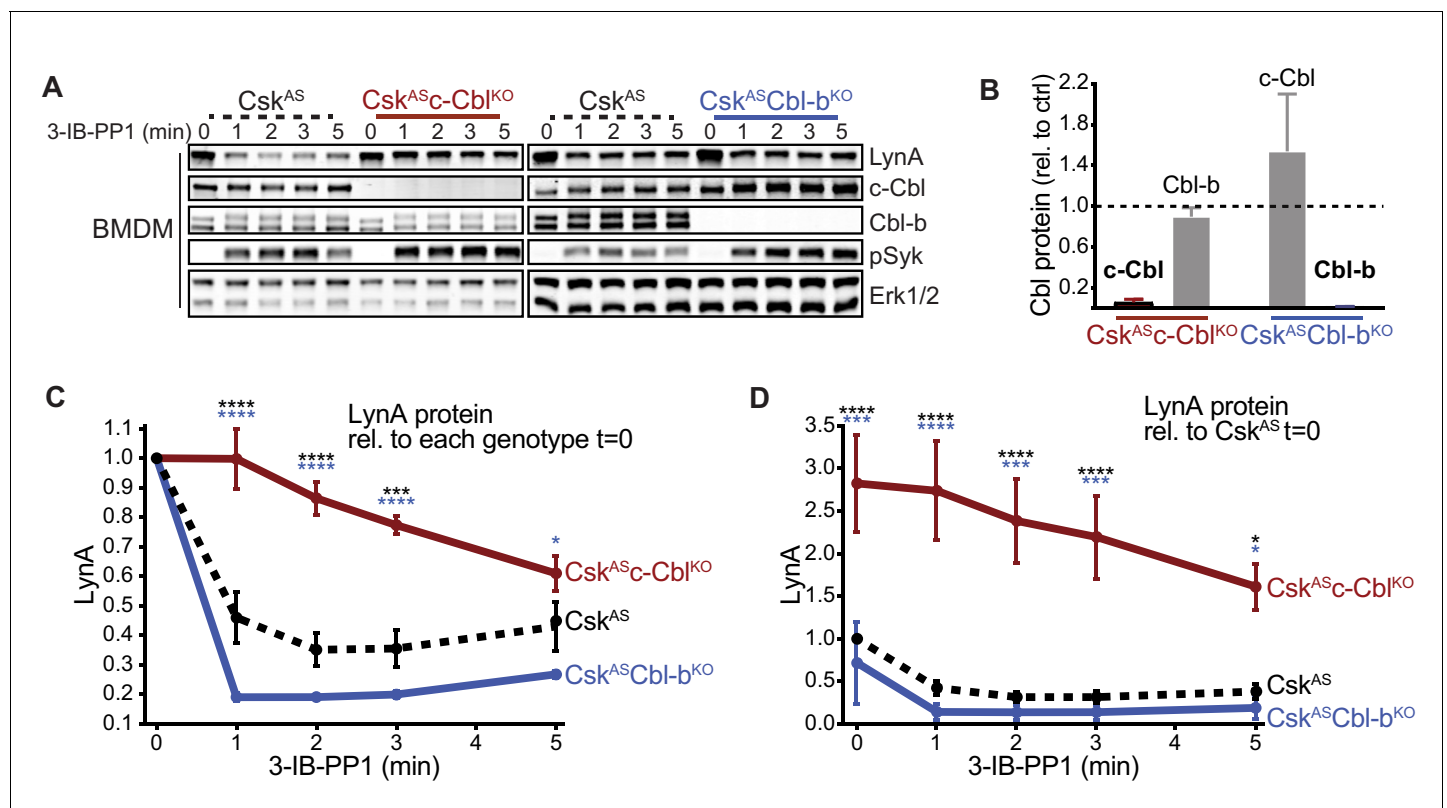 A
Csk^AS Csk^ASc-Cbl^KO Csk^AS Csk^ASCbl-b^KO
3-IB-PP1 (min) 0 1 2 3 5 0 1 2 3 5 0 1 2 3 5 0 1 2 3 5
BMDM
LynA
c-Cbl
Cbl-b
pSyk
Erk1/2
B
Cbl protein (rel. to ctrl)
2.2
1.8
1.4
1.0
0.6
0.2
c-Cbl
Cbl-b
c-Cbl
Cbl-b
Csk^ASc-Cbl^KO Csk^ASCbl-b^KO
C
LynA protein
rel. to each genotype t=0
LynA
1.1
1.0
0.9
0.8
0.7
0.6
0.5
0.4
0.3
0.2
0.1
****
****
****
****
***
****
*
Csk^ASc-Cbl^KO
Csk^AS
Csk^ASCbl-b^KO
0 1 2 3 4 5
3-IB-PP1 (min)
D
LynA protein
rel. to Csk^AS t=0
LynA
3.5
3.0
2.5
2.0
1.5
1.0
0.5
0.0
****
***
****
****
****
***
****
***
*
*
Csk^ASc-Cbl^KO
Csk^AS
Csk^ASCbl-b^KO
0 1 2 3 4 5
3-IB-PP1 (min)